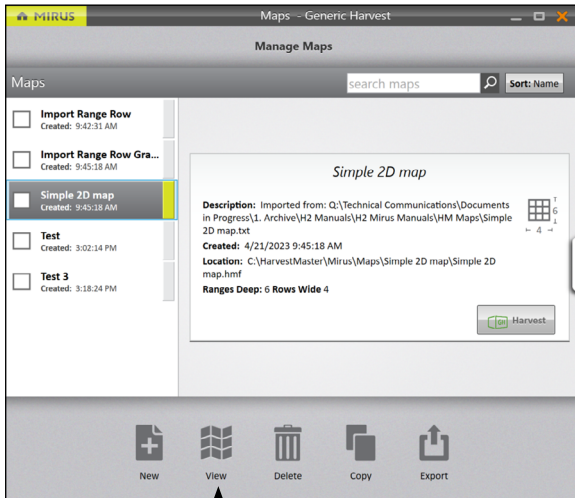 MIRUS
Maps - Generic Harvest
Manage Maps
Maps
search maps
Sort: Name
Import Range Row
Created: 9:42:31 AM
Import Range Row Gra...
Created: 9:45:18 AM
Simple 2D map
Created: 9:45:18 AM
Test
Created: 3:02:14 PM
Test 3
Created: 3:18:24 PM
Simple 2D map
Description: Imported from: Q:\Technical Communications\Documents
in Progress\1. Archive\H2 Manuals\H2 Mirus Manuals\HM Maps\Simple
2D map.txt
6
4
Created: 4/21/2023 9:45:18 AM
Location: C:\HarvestMaster\Mirus\Maps\Simple 2D map\Simple 2D
map.hmf
Ranges Deep: 6 Rows Wide 4
GH Harvest
New
View
Delete
Copy
Export